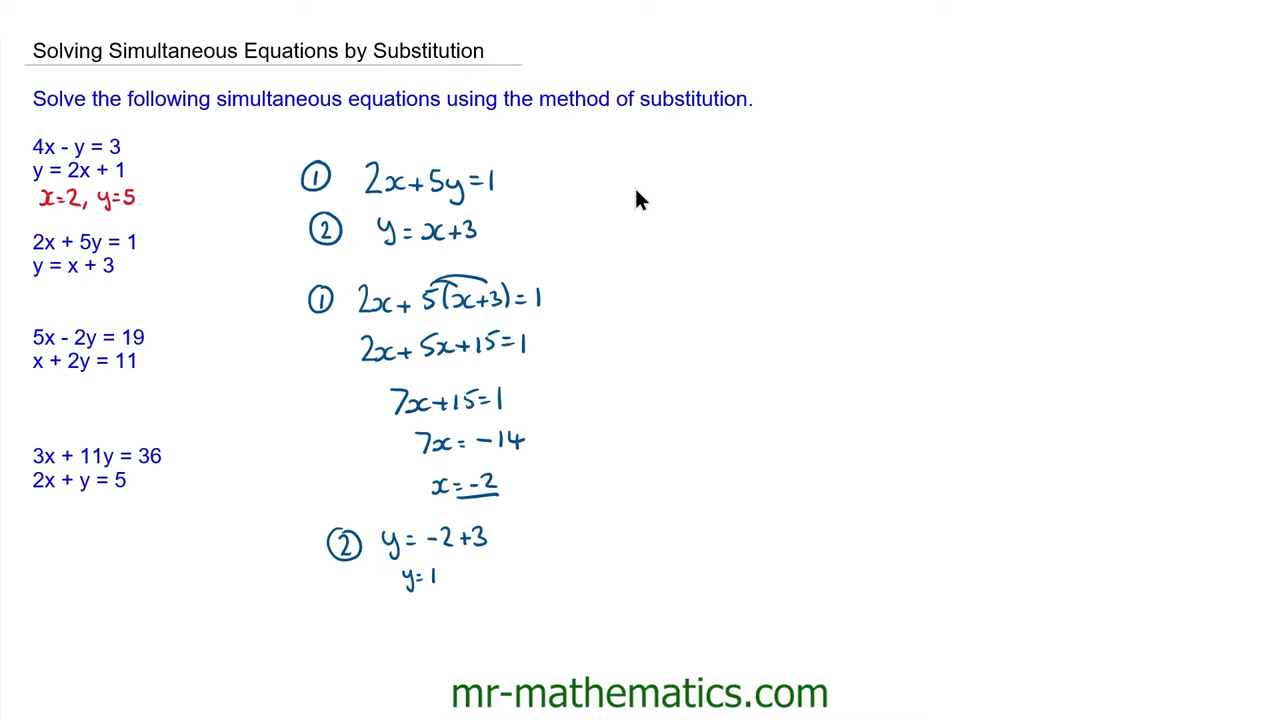 Solving Simultaneous Equations by Substitution
Solve the following simultaneous equations using the method of substitution.
4x - y = 3
y = 2x + 1
x=2, y=5
2x + 5y = 1
y = x + 3
5x - 2y = 19
x + 2y = 11
3x + 11y = 36
2x + y = 5
① 2x+5y=1
② y=x+3
① 2x+5(x+3)=1
2x+5x+15=1
7x+15=1
7x=-14
x=-2
② y=-2+3
y=1
mr-mathematics.com